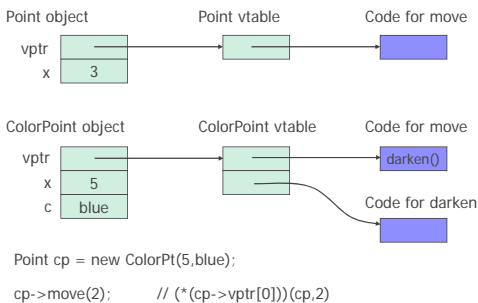 Point object Point vtable Code for move
vptr
x 3
ColorPoint object ColorPoint vtable Code for move
vptr darken()
x 5
c blue Code for darken
Point cp = new ColorPt(5,blue);
cp->move(2); // (*(cp->vptr[0]))(cp,2)